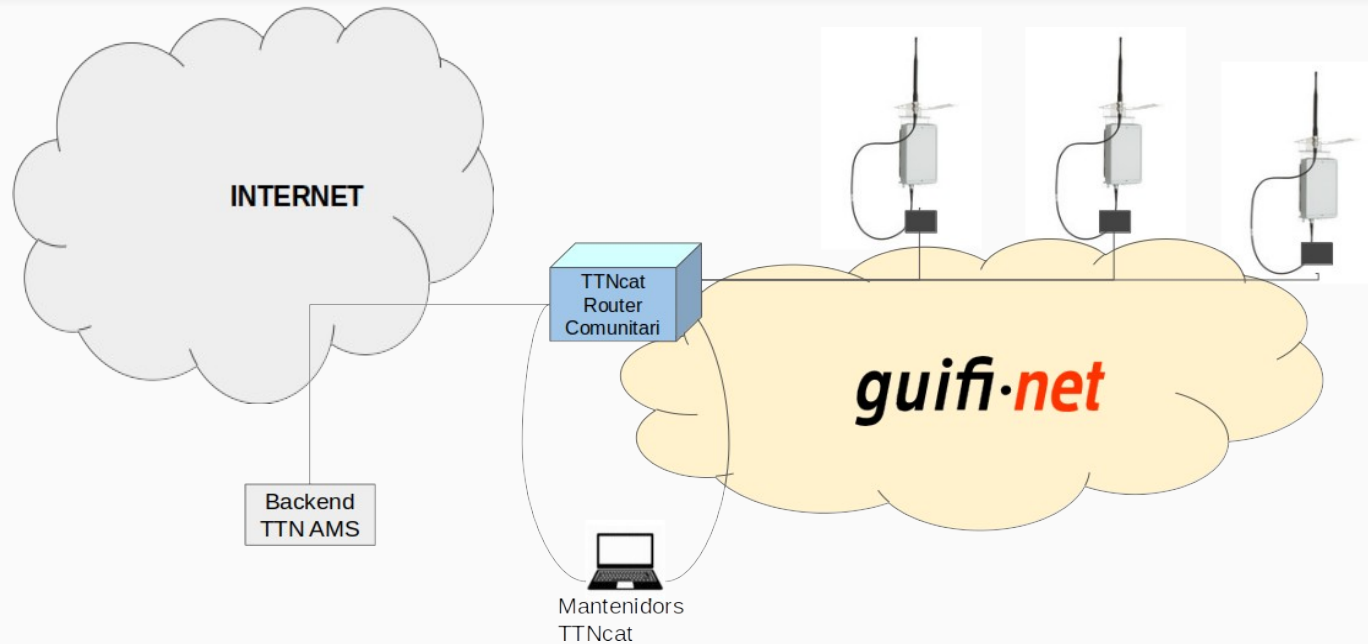 INTERNET
TTNcat
Router
Comunitari
guifi·net
Backend
TTN AMS
Mantenidors
TTNcat